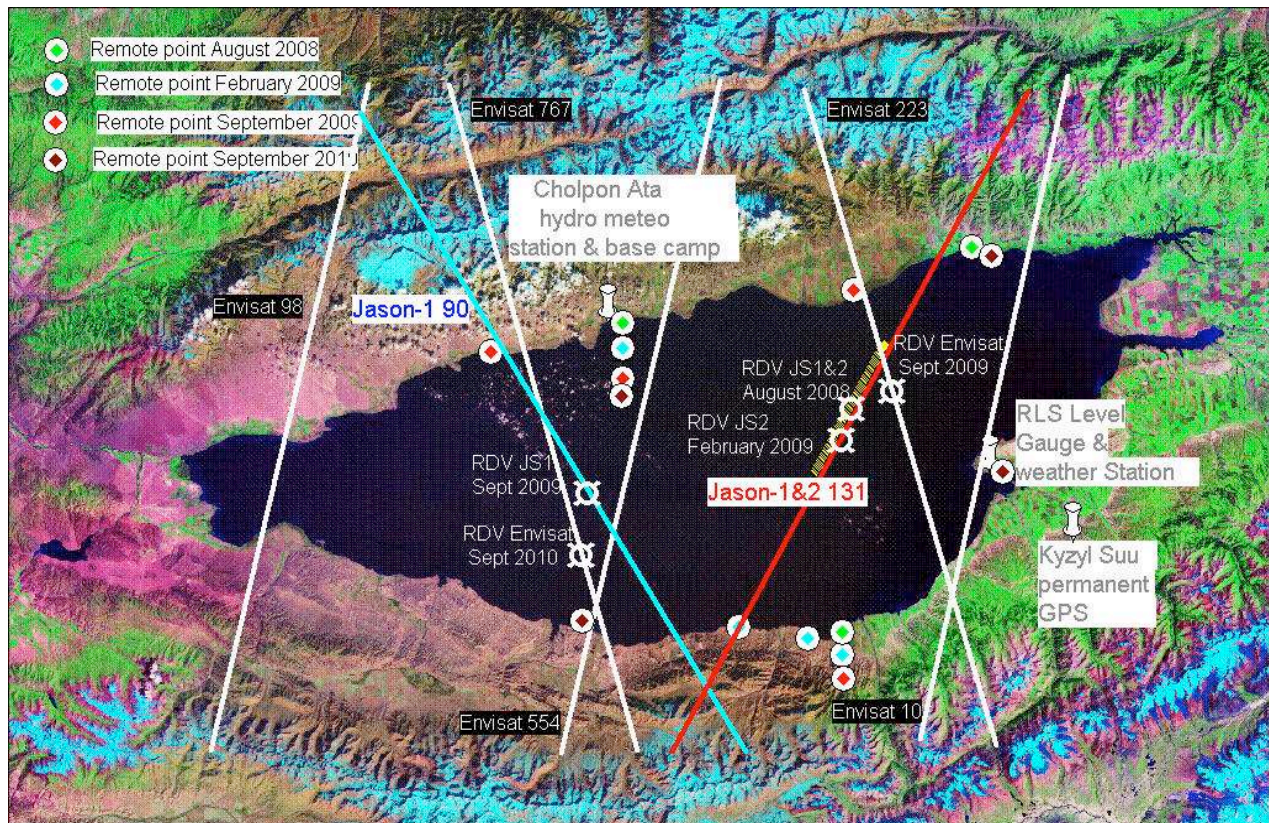 Remote point August 2008
Remote point February 2009
Remote point September 2009
Remote point September 201
Envisat 767
Envisat 223
Cholpon Ata
hydro meteo
station & base camp
Envisat 98
Jason-1 90
RDV Envisat
Sept 2009
RDV JS1&2
August 2008
RDV JS2
February 2009
RLS Level
Gauge &
weather Station
RDV JS1
Sept 2009
Jason-1&2 131
RDV Envisat
Sept 2010
Kyzyl Suu
permanent
GPS
Envisat 554
Envisat 10